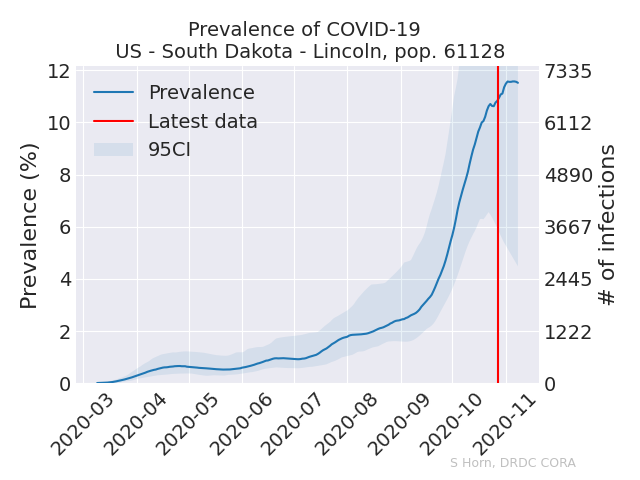 Prevalence of COVID-19
US - South Dakota - Lincoln, pop. 61128
Prevalence
Latest data
95CI
Prevalence (%)
12
10
8
6
4
2
0
7335
6112
4890
3667
2445
1222
0
# of infections
2020-03
2020-04
2020-05
2020-06
2020-07
2020-08
2020-09
2020-10
2020-11
S Horn, DRDC CORA